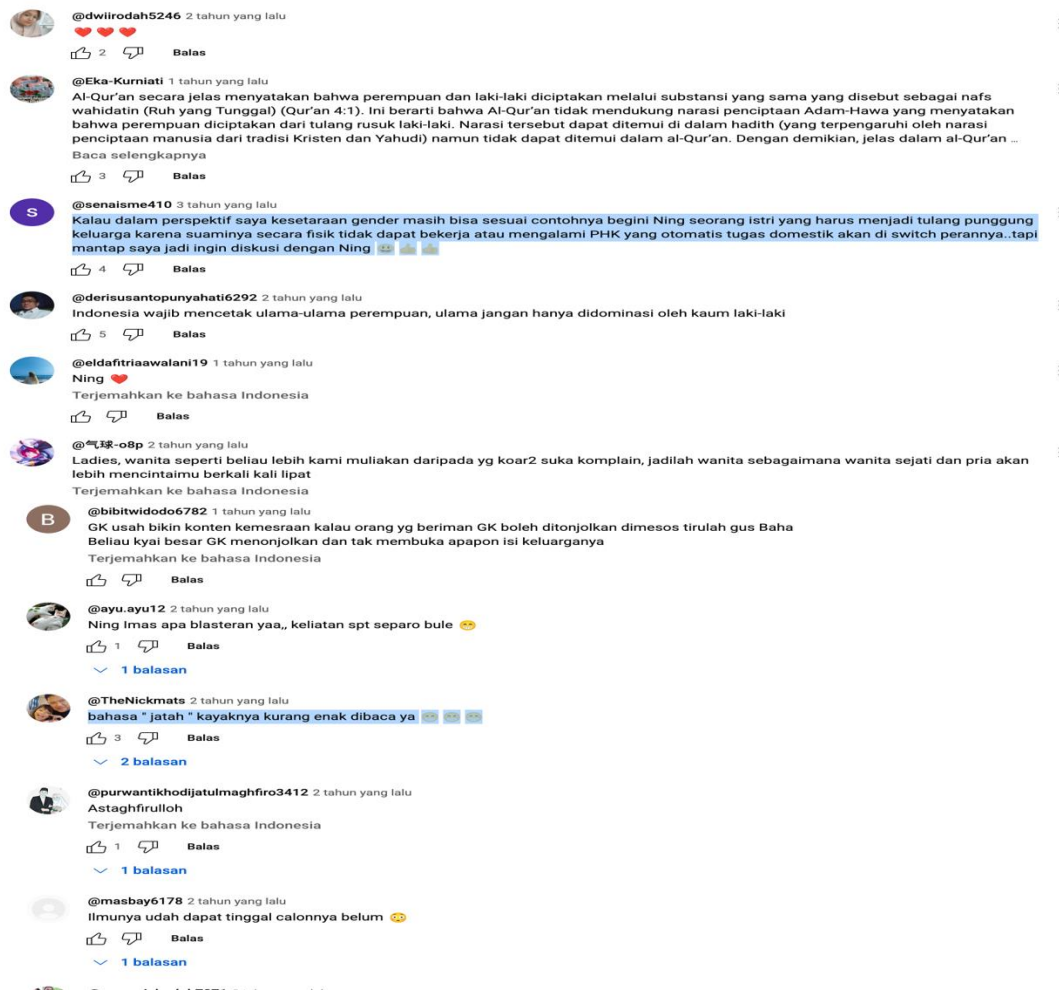 @dwiirodah5246 2 tahun yang lalu
❤️ ❤️ ❤️
2 Balas
@Eka-Kurniati 1 tahun yang lalu
Al-Qur'an secara jelas menyatakan bahwa perempuan dan laki-laki diciptakan melalui substansi yang sama yang disebut sebagai nafs
wahidatin (Ruh yang Tunggal) (Qur'an 4:1). Ini berarti bahwa Al-Qur'an tidak mendukung narasi penciptaan Adam-Hawa yang menyatakan
bahwa perempuan diciptakan dari tulang rusuk laki-laki. Narasi tersebut dapat ditemui di dalam hadith (yang terpengaruhi oleh narasi
penciptaan manusia dari tradisi Kristen dan Yahudi) namun tidak dapat ditemui dalam al-Qur'an. Dengan demikian, jelas dalam al-Qur'an ...
Baca selengkapnya
3 Balas
S
@senaisme410 3 tahun yang lalu
Kalau dalam perspektif saya kesetaraan gender masih bisa sesuai contohnya begini Ning seorang istri yang harus menjadi tulang punggung
keluarga karena suaminya secara fisik tidak dapat bekerja atau mengalami PHK yang otomatis tugas domestik akan di switch perannya..tapi
mantap saya jadi ingin diskusi dengan Ning
4 Balas
@derisusantopunyahati6292 2 tahun yang lalu
Indonesia wajib mencetak ulama-ulama perempuan, ulama jangan hanya didominasi oleh kaum laki-laki
5 Balas
@eldafitriaawalani19 1 tahun yang lalu
Ning ❤️
Terjemahkan ke bahasa Indonesia
Balas
@气球-o8p 2 tahun yang lalu
Ladies, wanita seperti beliau lebih kami muliakan daripada yg koar2 suka komplain, jadilah wanita sebagaimana wanita sejati dan pria akan
lebih mencintaimu berkali kali lipat
Terjemahkan ke bahasa Indonesia
B
@bibitwidodo6782 1 tahun yang lalu
GK usah bikin konten kemesraan kalau orang yg beriman GK boleh ditonjolkan dimesos tirulah gus Baha
Beliau kyai besar GK menonjolkan dan tak membuka apapon isi keluarganya
Terjemahkan ke bahasa Indonesia
Balas
@ayu.ayu12 2 tahun yang lalu
Ning Imas apa blasteran yaa,, keliatan spt separo bule 😁
1 Balas
1 balasan
@TheNickmats 2 tahun yang lalu
bahasa " jatah " kayaknya kurang enak dibaca ya 😁 😁 😁
3 Balas
2 balasan
@purwantikhodijatulmaghfiro3412 2 tahun yang lalu
Astaghfirulloh
Terjemahkan ke bahasa Indonesia
1 Balas
1 balasan
@masbay6178 2 tahun yang lalu
Ilmunya udah dapat tinggal calonnya belum 😳
Balas
1 balasan